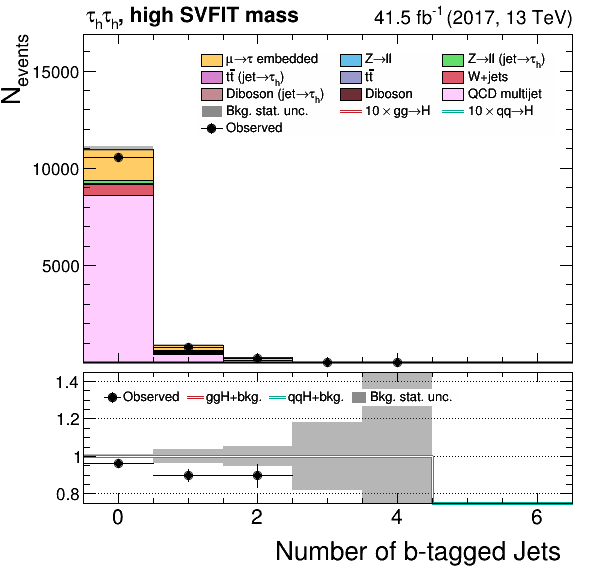 τhτh, high SVFIT mass 41.5 fb⁻¹ (2017, 13 TeV)
Nevents
15000
10000
5000
μ→τ embedded Z→ll Z→ll (jet→τh)
tt̄ (jet→τh) tt̄ W+jets
Diboson (jet→τh) Diboson QCD multijet
Bkg. stat. unc. 10 × gg→H 10 × qq→H
Observed
1.4
1.2
1
0.8
Observed ggH+bkg. qqH+bkg. Bkg. stat. unc.
0 2 4 6
Number of b-tagged Jets